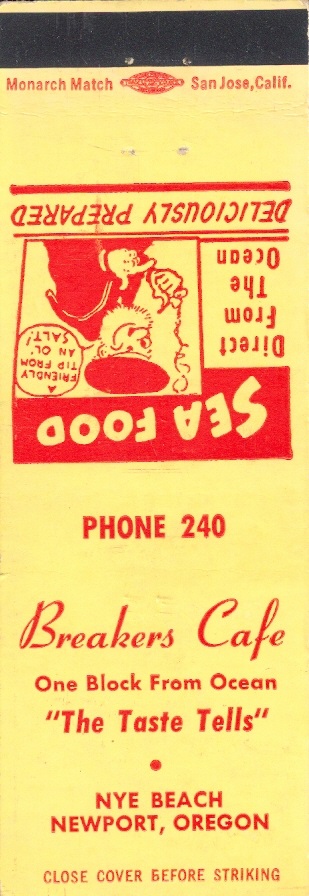 Monarch Match San Jose, Calif.
SEA FOOD
A
FRIENDLY
TIP FROM
AN OL'
SALT!
Direct
From
The
Ocean
DELICIOUSLY PREPARED
PHONE 240
Breakers Cafe
One Block From Ocean
"The Taste Tells"
NYE BEACH
NEWPORT, OREGON
CLOSE COVER BEFORE STRIKING